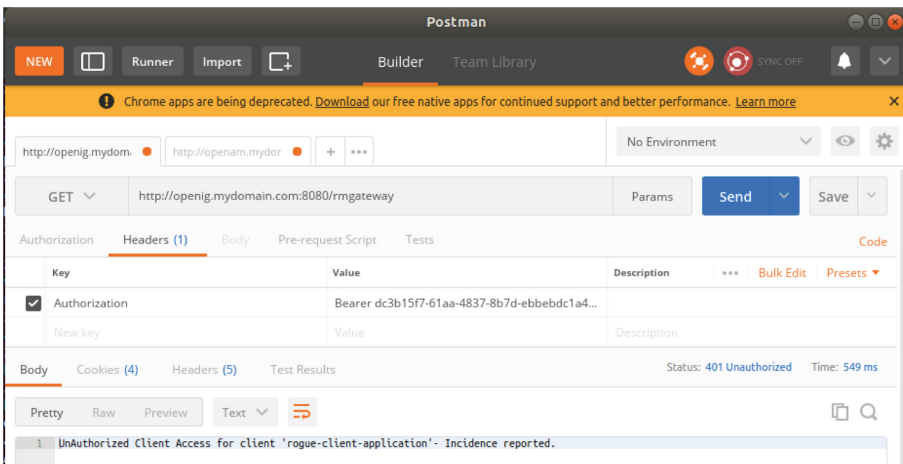 Postman
NEW Runner Import Builder Team Library SYNC OFF
Chrome apps are being deprecated. Download our free native apps for continued support and better performance. Learn more
http://openig.mydom. http://openam.mydor + ••• No Environment
GET http://openig.mydomain.com:8080/rmgateway Params Send Save
Authorization Headers (1) Body Pre-request Script Tests Code
Key Value Description ••• Bulk Edit Presets
Authorization Bearer dc3b15f7-61aa-4837-8b7d-ebbebdc1a4...
New key Value Description
Body Cookies (4) Headers (5) Test Results Status: 401 Unauthorized Time: 549 ms
Pretty Raw Preview Text
1 UnAuthorized Client Access for client 'rogue-client-application'- Incidence reported.